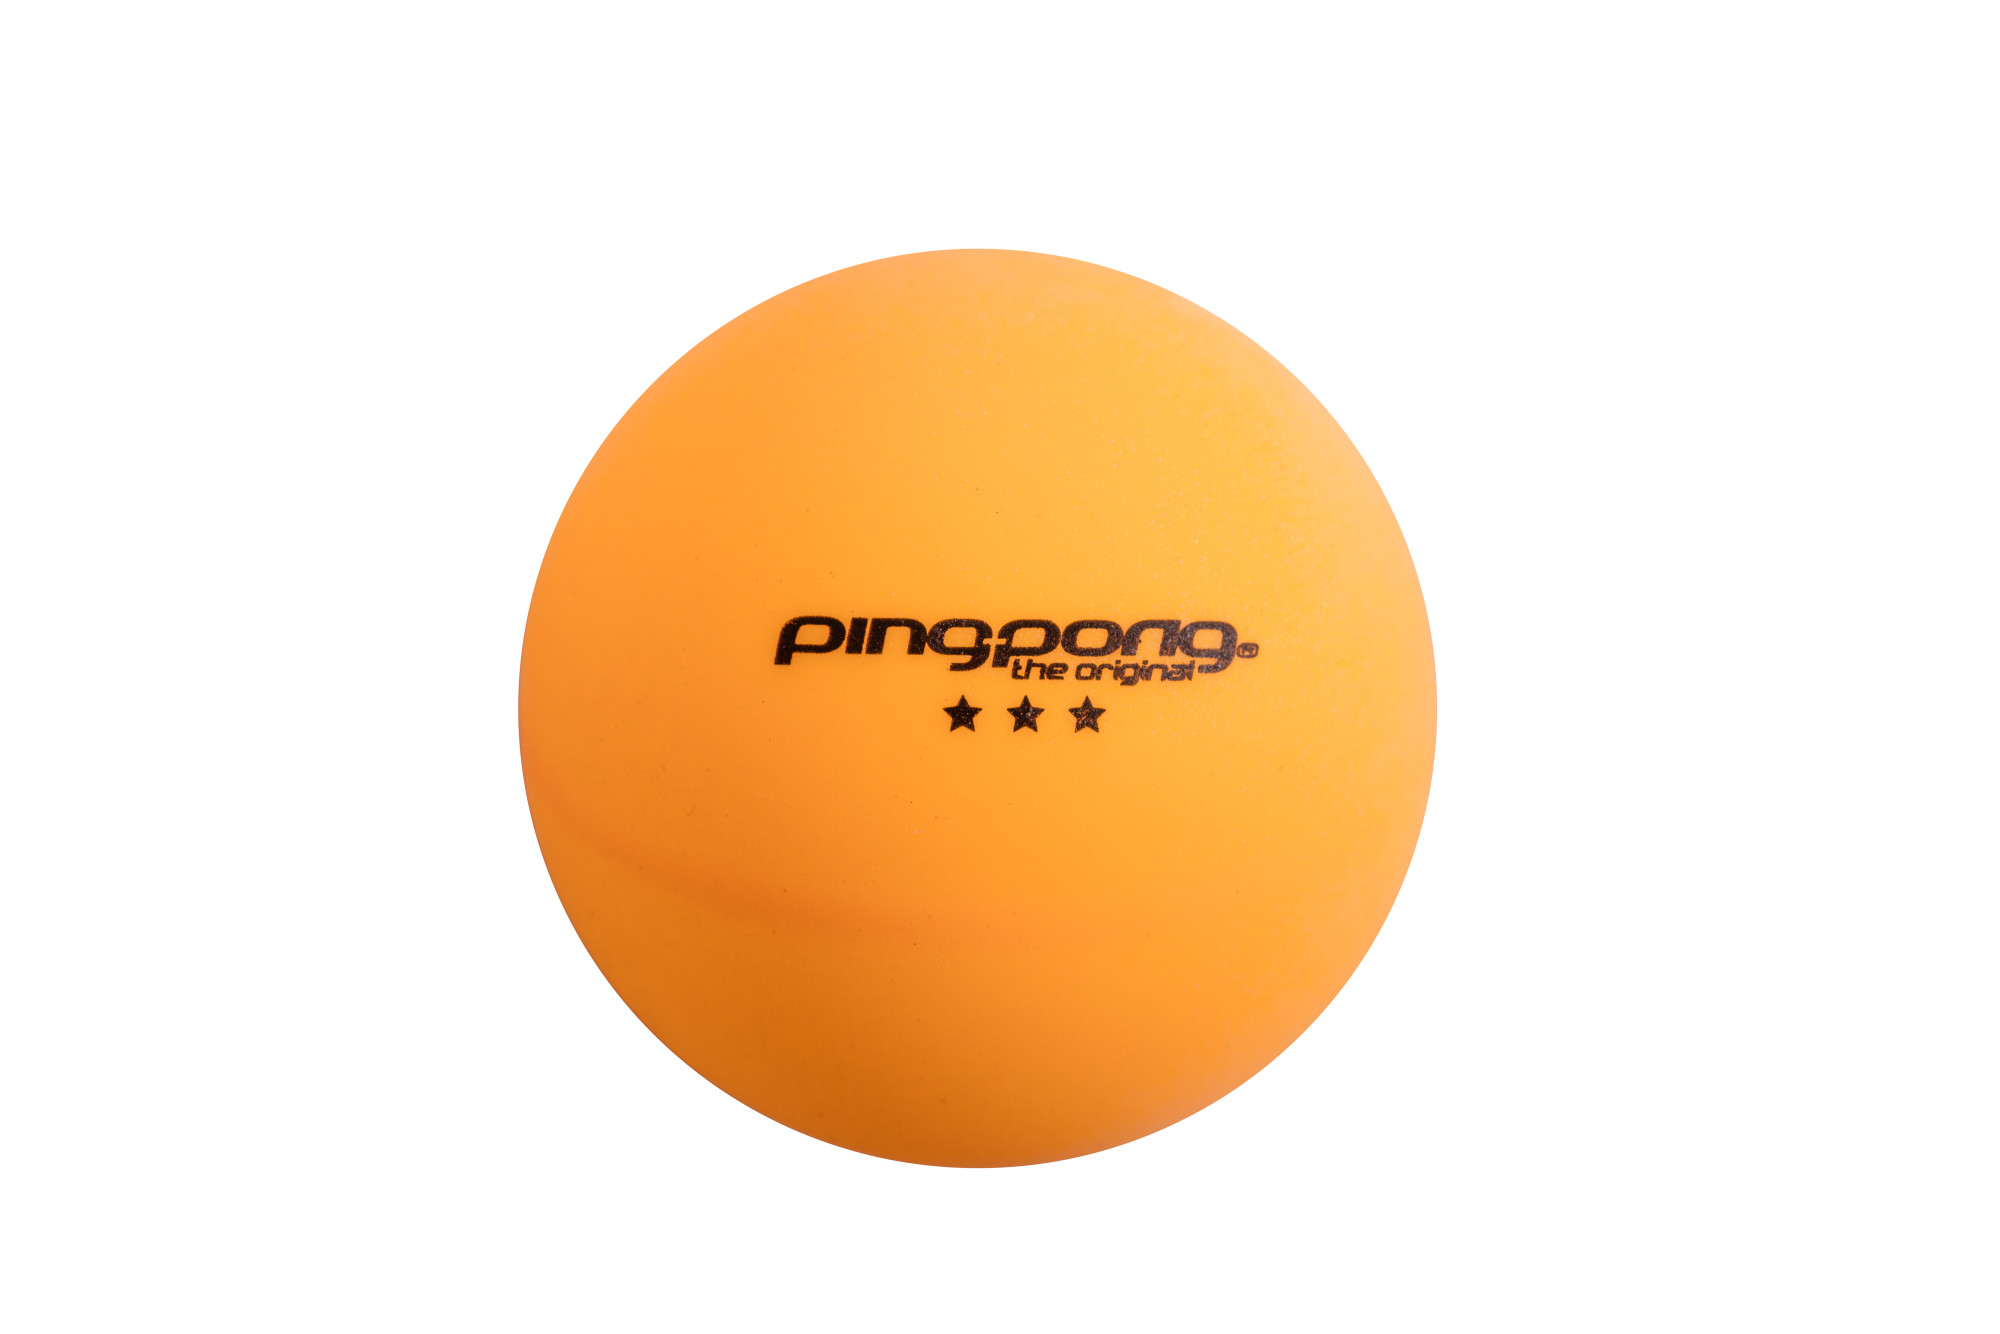 pingpong®
the original
★ ★ ★